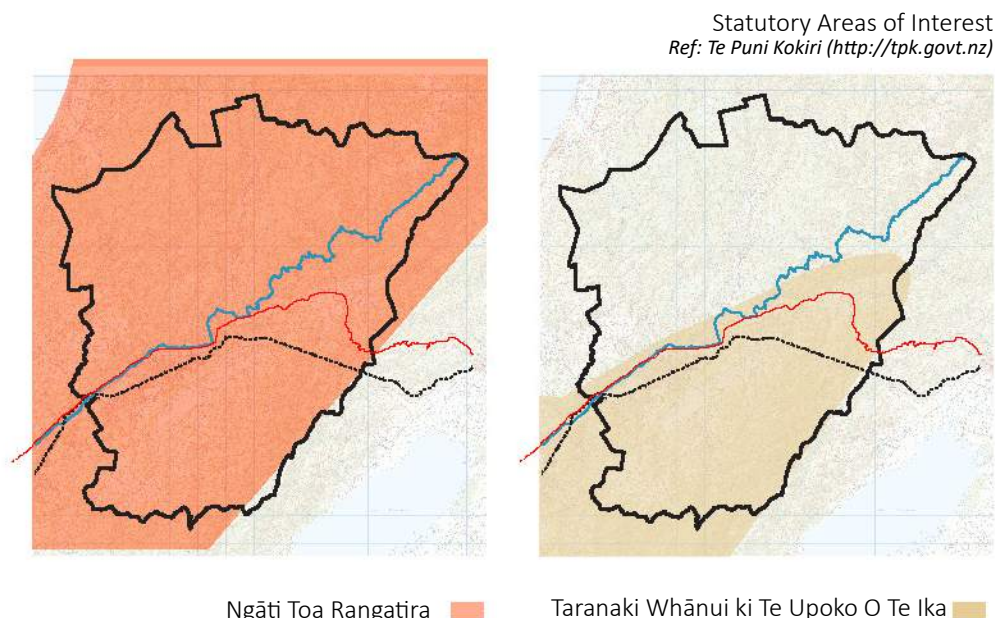 Statutory Areas of Interest
Ref: Te Puni Kokiri (http://tpk.govt.nz)
Ngāti Toa Rangatira
Taranaki Whānui ki Te Upoko O Te Ika